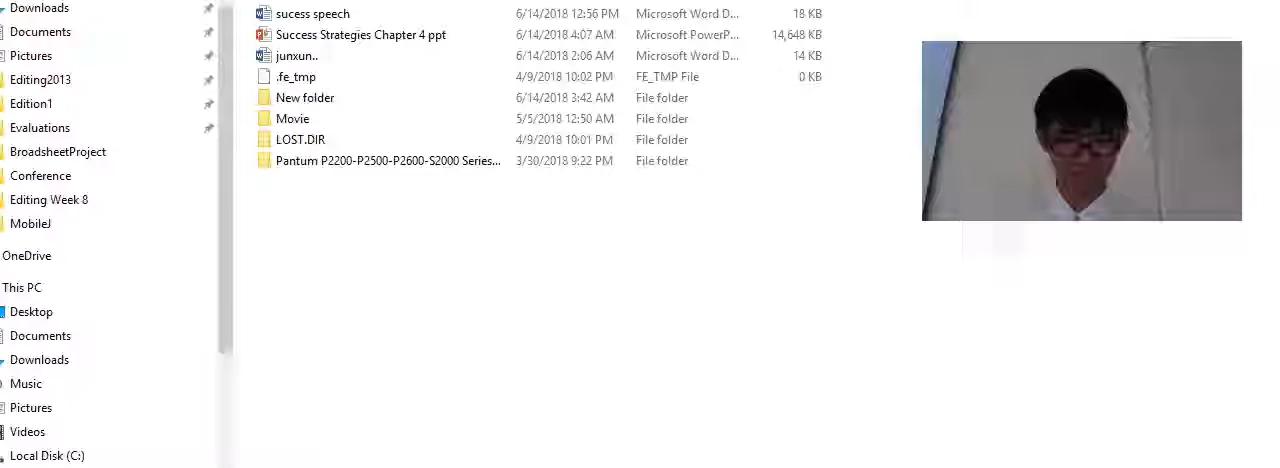 Downloads
Documents
Pictures
Editing2013
Edition1
Evaluations
BroadsheetProject
Conference
Editing Week 8
MobileJ
OneDrive
This PC
Desktop
Documents
Downloads
Music
Pictures
Videos
Local Disk (C:)
sucess speech 6/14/2018 12:56 PM Microsoft Word D... 18 KB
Success Strategies Chapter 4 ppt 6/14/2018 4:07 AM Microsoft PowerP... 14,648 KB
junxun.. 6/14/2018 2:06 AM Microsoft Word D... 14 KB
.fe_tmp 4/9/2018 10:02 PM FE_TMP File 0 KB
New folder 6/14/2018 3:42 AM File folder
Movie 5/5/2018 12:50 AM File folder
LOST.DIR 4/9/2018 10:01 PM File folder
Pantum P2200-P2500-P2600-S2000 Series... 3/30/2018 9:22 PM File folder